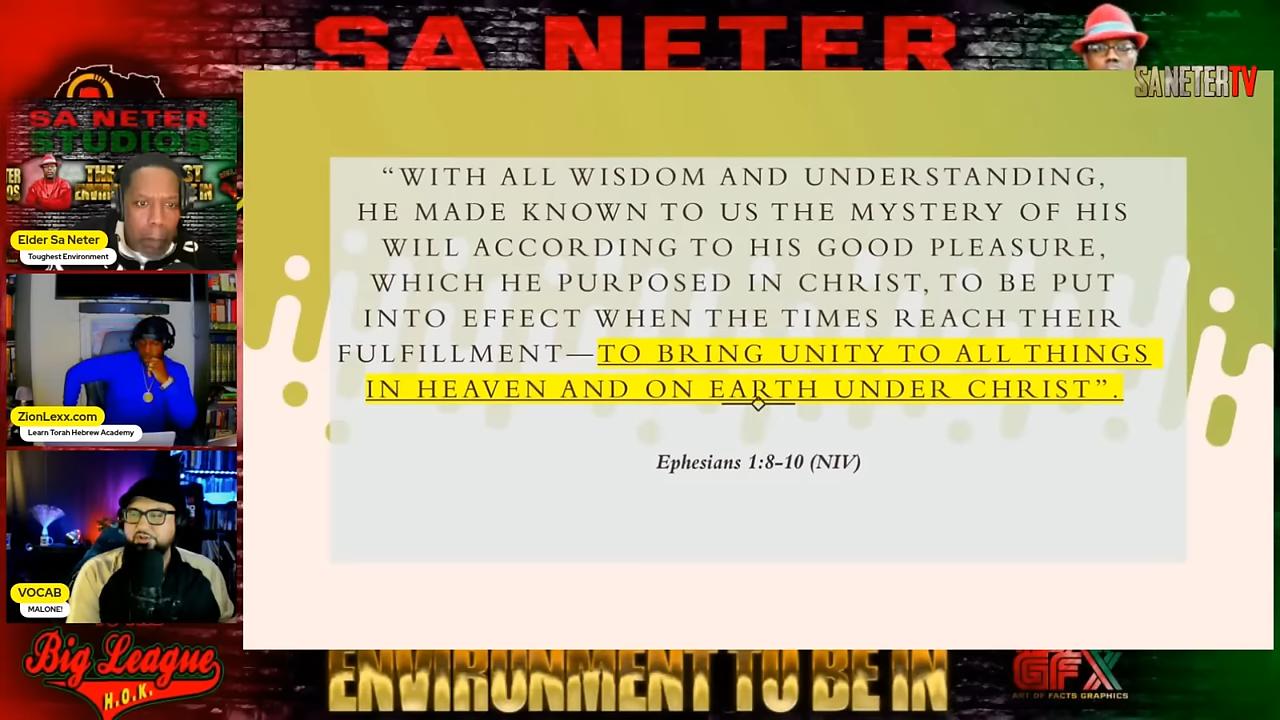 SA NETER
SANETERTV
SA NETER
STUDIOS
Elder Sa Neter
Toughest Environment
ZionLexx.com
Learn Torah Hebrew Academy
VOCAB
MALONE!
“WITH ALL WISDOM AND UNDERSTANDING,
HE MADE KNOWN TO US THE MYSTERY OF HIS
WILL ACCORDING TO HIS GOOD PLEASURE,
WHICH HE PURPOSED IN CHRIST, TO BE PUT
INTO EFFECT WHEN THE TIMES REACH THEIR
FULFILLMENT—TO BRING UNITY TO ALL THINGS
IN HEAVEN AND ON EARTH UNDER CHRIST”.
Ephesians 1:8-10 (NIV)
Big League
H.O.K.
ENVIRONMENT TO BE IN
GFX
ART OF FACTS GRAPHICS